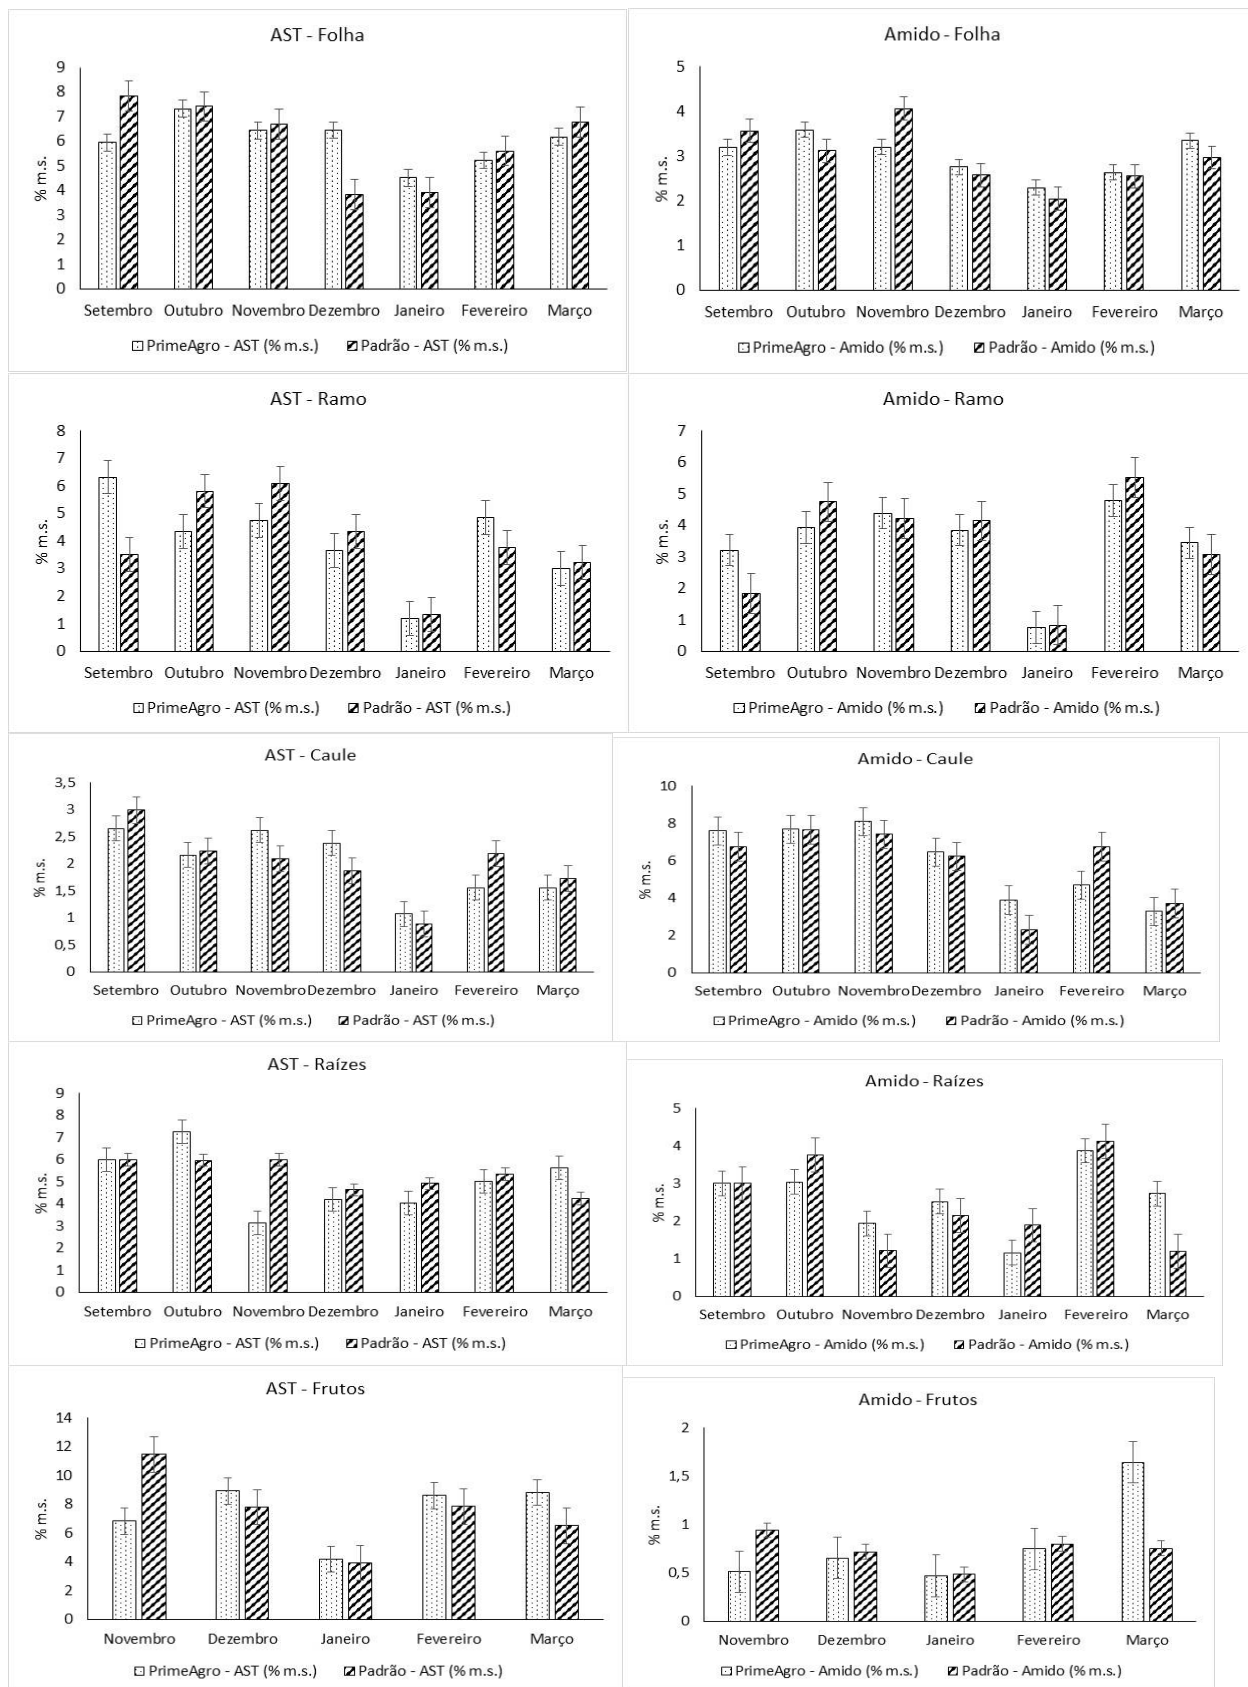 AST - Folha
9
8
7
6
5
4
3
2
1
0
% m.s.
Setembro Outubro Novembro Dezembro Janeiro Fevereiro Março
PrimeAgro - AST (% m.s.) Padrão - AST (% m.s.)
Amido - Folha
5
4
3
2
1
0
% m.s.
Setembro Outubro Novembro Dezembro Janeiro Fevereiro Março
PrimeAgro - Amido (% m.s.) Padrão - Amido (% m.s.)
AST - Ramo
8
7
6
5
4
3
2
1
0
% m.s.
Setembro Outubro Novembro Dezembro Janeiro Fevereiro Março
PrimeAgro - AST (% m.s.) Padrão - AST (% m.s.)
Amido - Ramo
7
6
5
4
3
2
1
0
% m.s.
Setembro Outubro Novembro Dezembro Janeiro Fevereiro Março
PrimeAgro - Amido (% m.s.) Padrão - Amido (% m.s.)
AST - Caule
3,5
3
2,5
2
1,5
1
0,5
0
% m.s.
Setembro Outubro Novembro Dezembro Janeiro Fevereiro Março
PrimeAgro - AST (% m.s.) Padrão - AST (% m.s.)
Amido - Caule
10
8
6
4
2
0
% m.s.
Setembro Outubro Novembro Dezembro Janeiro Fevereiro Março
PrimeAgro - Amido (% m.s.) Padrão - Amido (% m.s.)
AST - Raízes
9
8
7
6
5
4
3
2
1
0
% m.s.
Setembro Outubro Novembro Dezembro Janeiro Fevereiro Março
PrimeAgro - AST (% m.s.) Padrão - AST (% m.s.)
Amido - Raízes
5
4
3
2
1
0
% m.s.
Setembro Outubro Novembro Dezembro Janeiro Fevereiro Março
PrimeAgro - Amido (% m.s.) Padrão - Amido (% m.s.)
AST - Frutos
14
12
10
8
6
4
2
0
% m.s.
Novembro Dezembro Janeiro Fevereiro Março
PrimeAgro - AST (% m.s.) Padrão - AST (% m.s.)
Amido - Frutos
2
1,5
1
0,5
0
% m.s.
Novembro Dezembro Janeiro Fevereiro Março
PrimeAgro - Amido (% m.s.) Padrão - Amido (% m.s.)